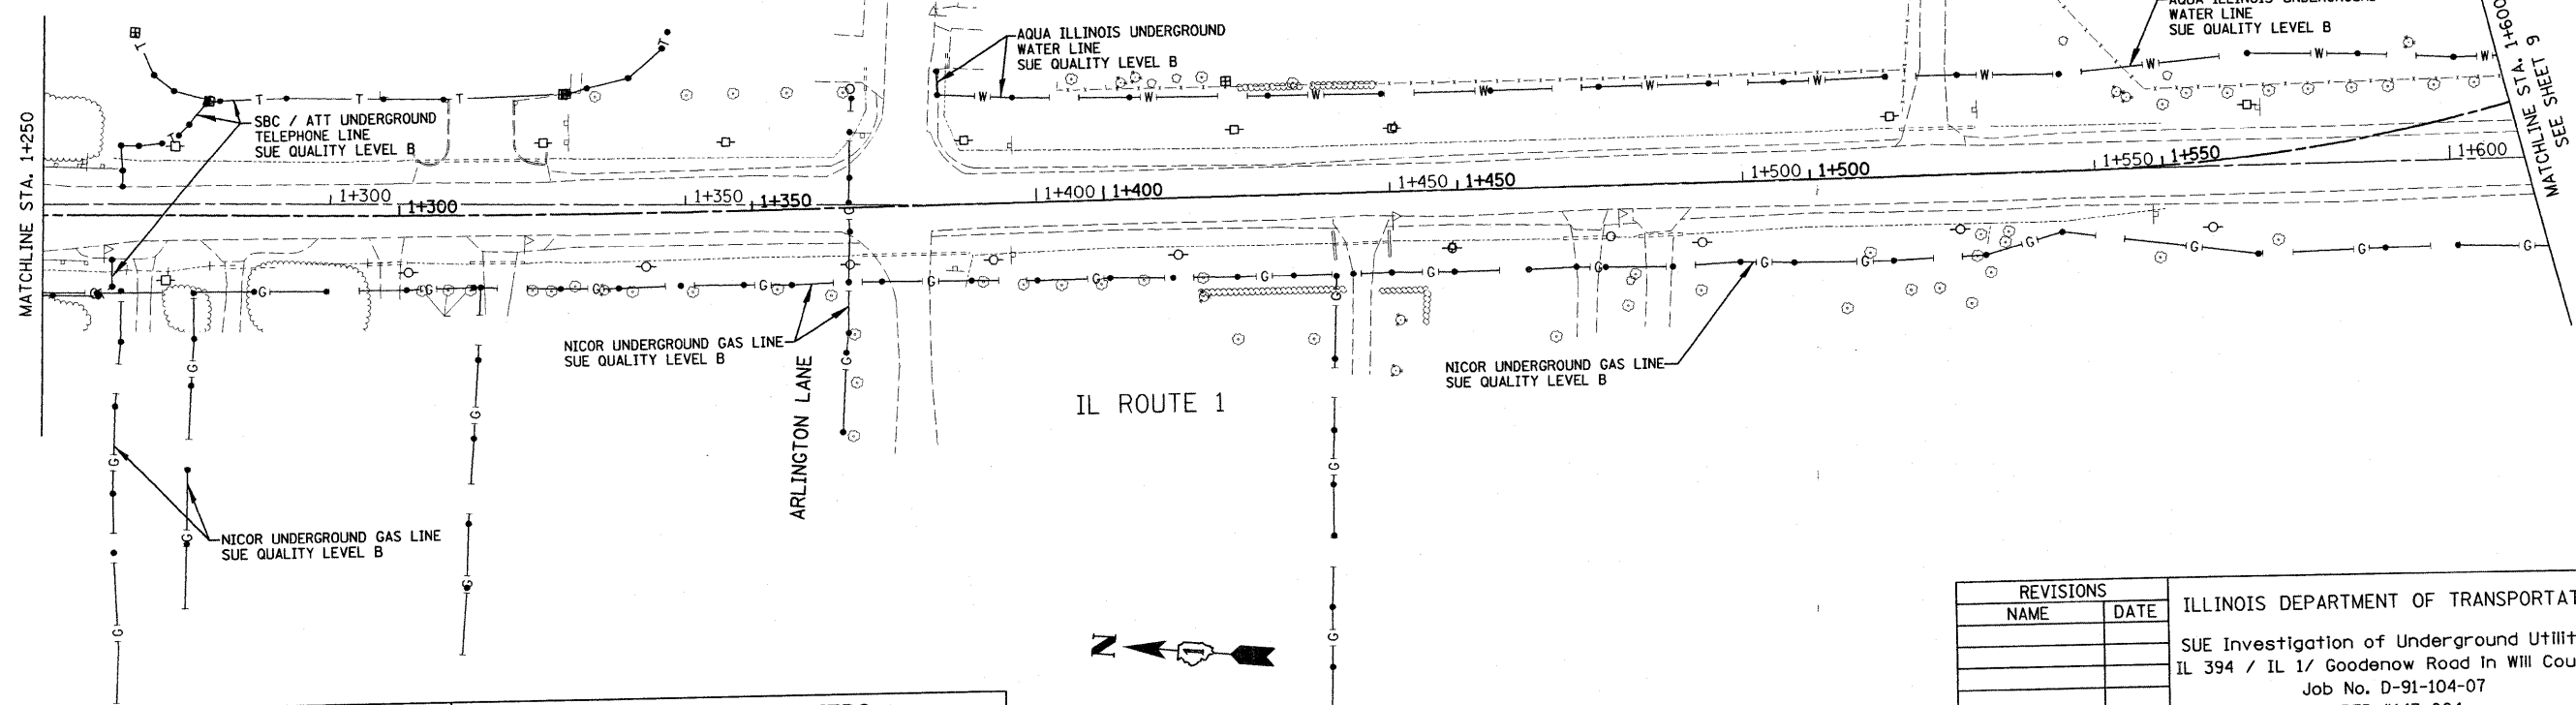 MATCHLINE STA. 1+250
SBC / ATT UNDERGROUND
TELEPHONE LINE
SUE QUALITY LEVEL B
AQUA ILLINOIS UNDERGROUND
WATER LINE
SUE QUALITY LEVEL B
AQUA ILLINOIS UNDERGROUND
WATER LINE
SUE QUALITY LEVEL B
MATCHLINE STA. 1+600
SEE SHEET 9
T T T T T
W W W W W W W W W W
1+300 1+300 1+350 1+350 1+400 1+400 1+450 1+450 1+500 1+500 1+550 1+550 1+600
G G G G G G G G G G G G G G
NICOR UNDERGROUND GAS LINE
SUE QUALITY LEVEL B
ARLINGTON LANE
IL ROUTE 1
NICOR UNDERGROUND GAS LINE
SUE QUALITY LEVEL B
NICOR UNDERGROUND GAS LINE
SUE QUALITY LEVEL B
N
1
REVISIONS
NAME DATE
ILLINOIS DEPARTMENT OF TRANSPORTAT
SUE Investigation of Underground Utilit
IL 394 / IL 1/ Goodenow Road in Will Cou
Job No. D-91-104-07